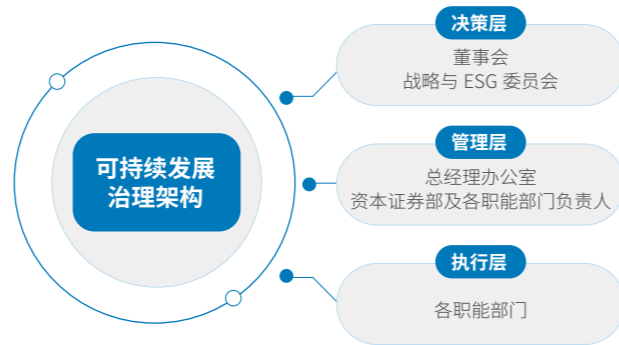 可持续发展
治理架构
决策层
董事会
战略与 ESG 委员会
管理层
总经理办公室
资本证券部及各职能部门负责人
执行层
各职能部门